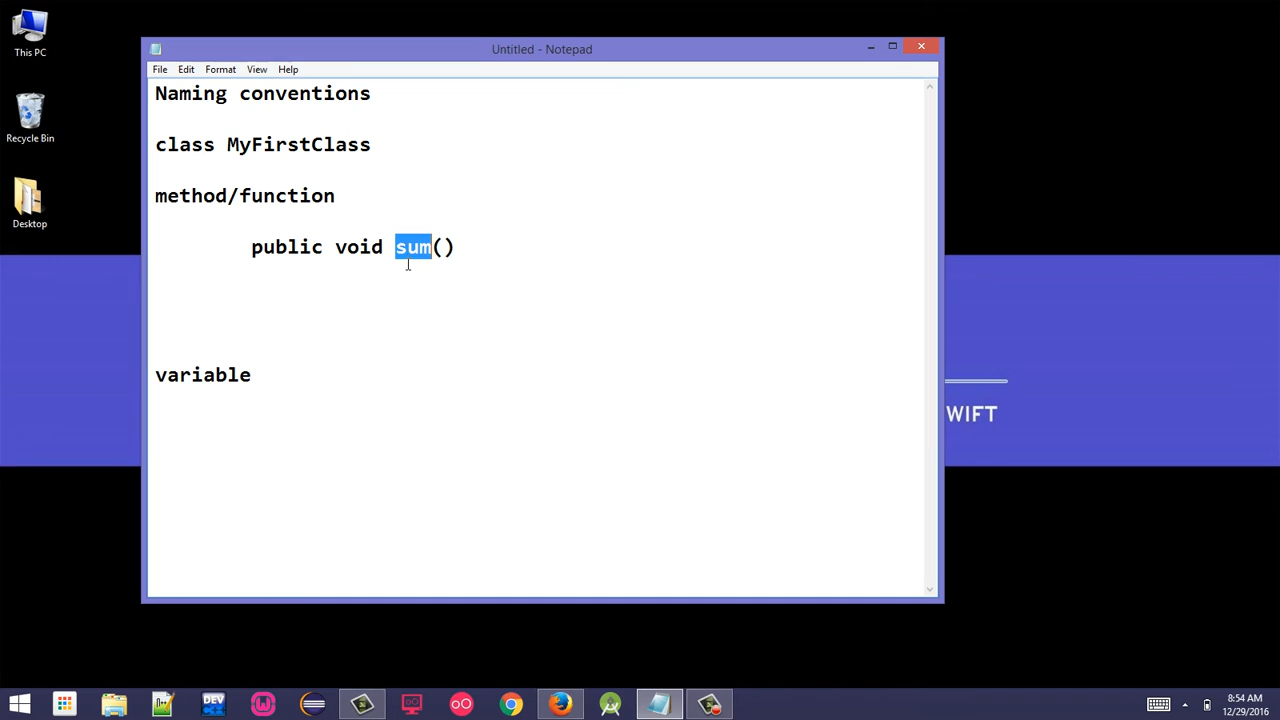 This PC
Recycle Bin
Desktop
Untitled - Notepad
File Edit Format View Help
Naming conventions
class MyFirstClass
method/function
public void sum()
variable
WIFT
DEV
8:54 AM
12/29/2016